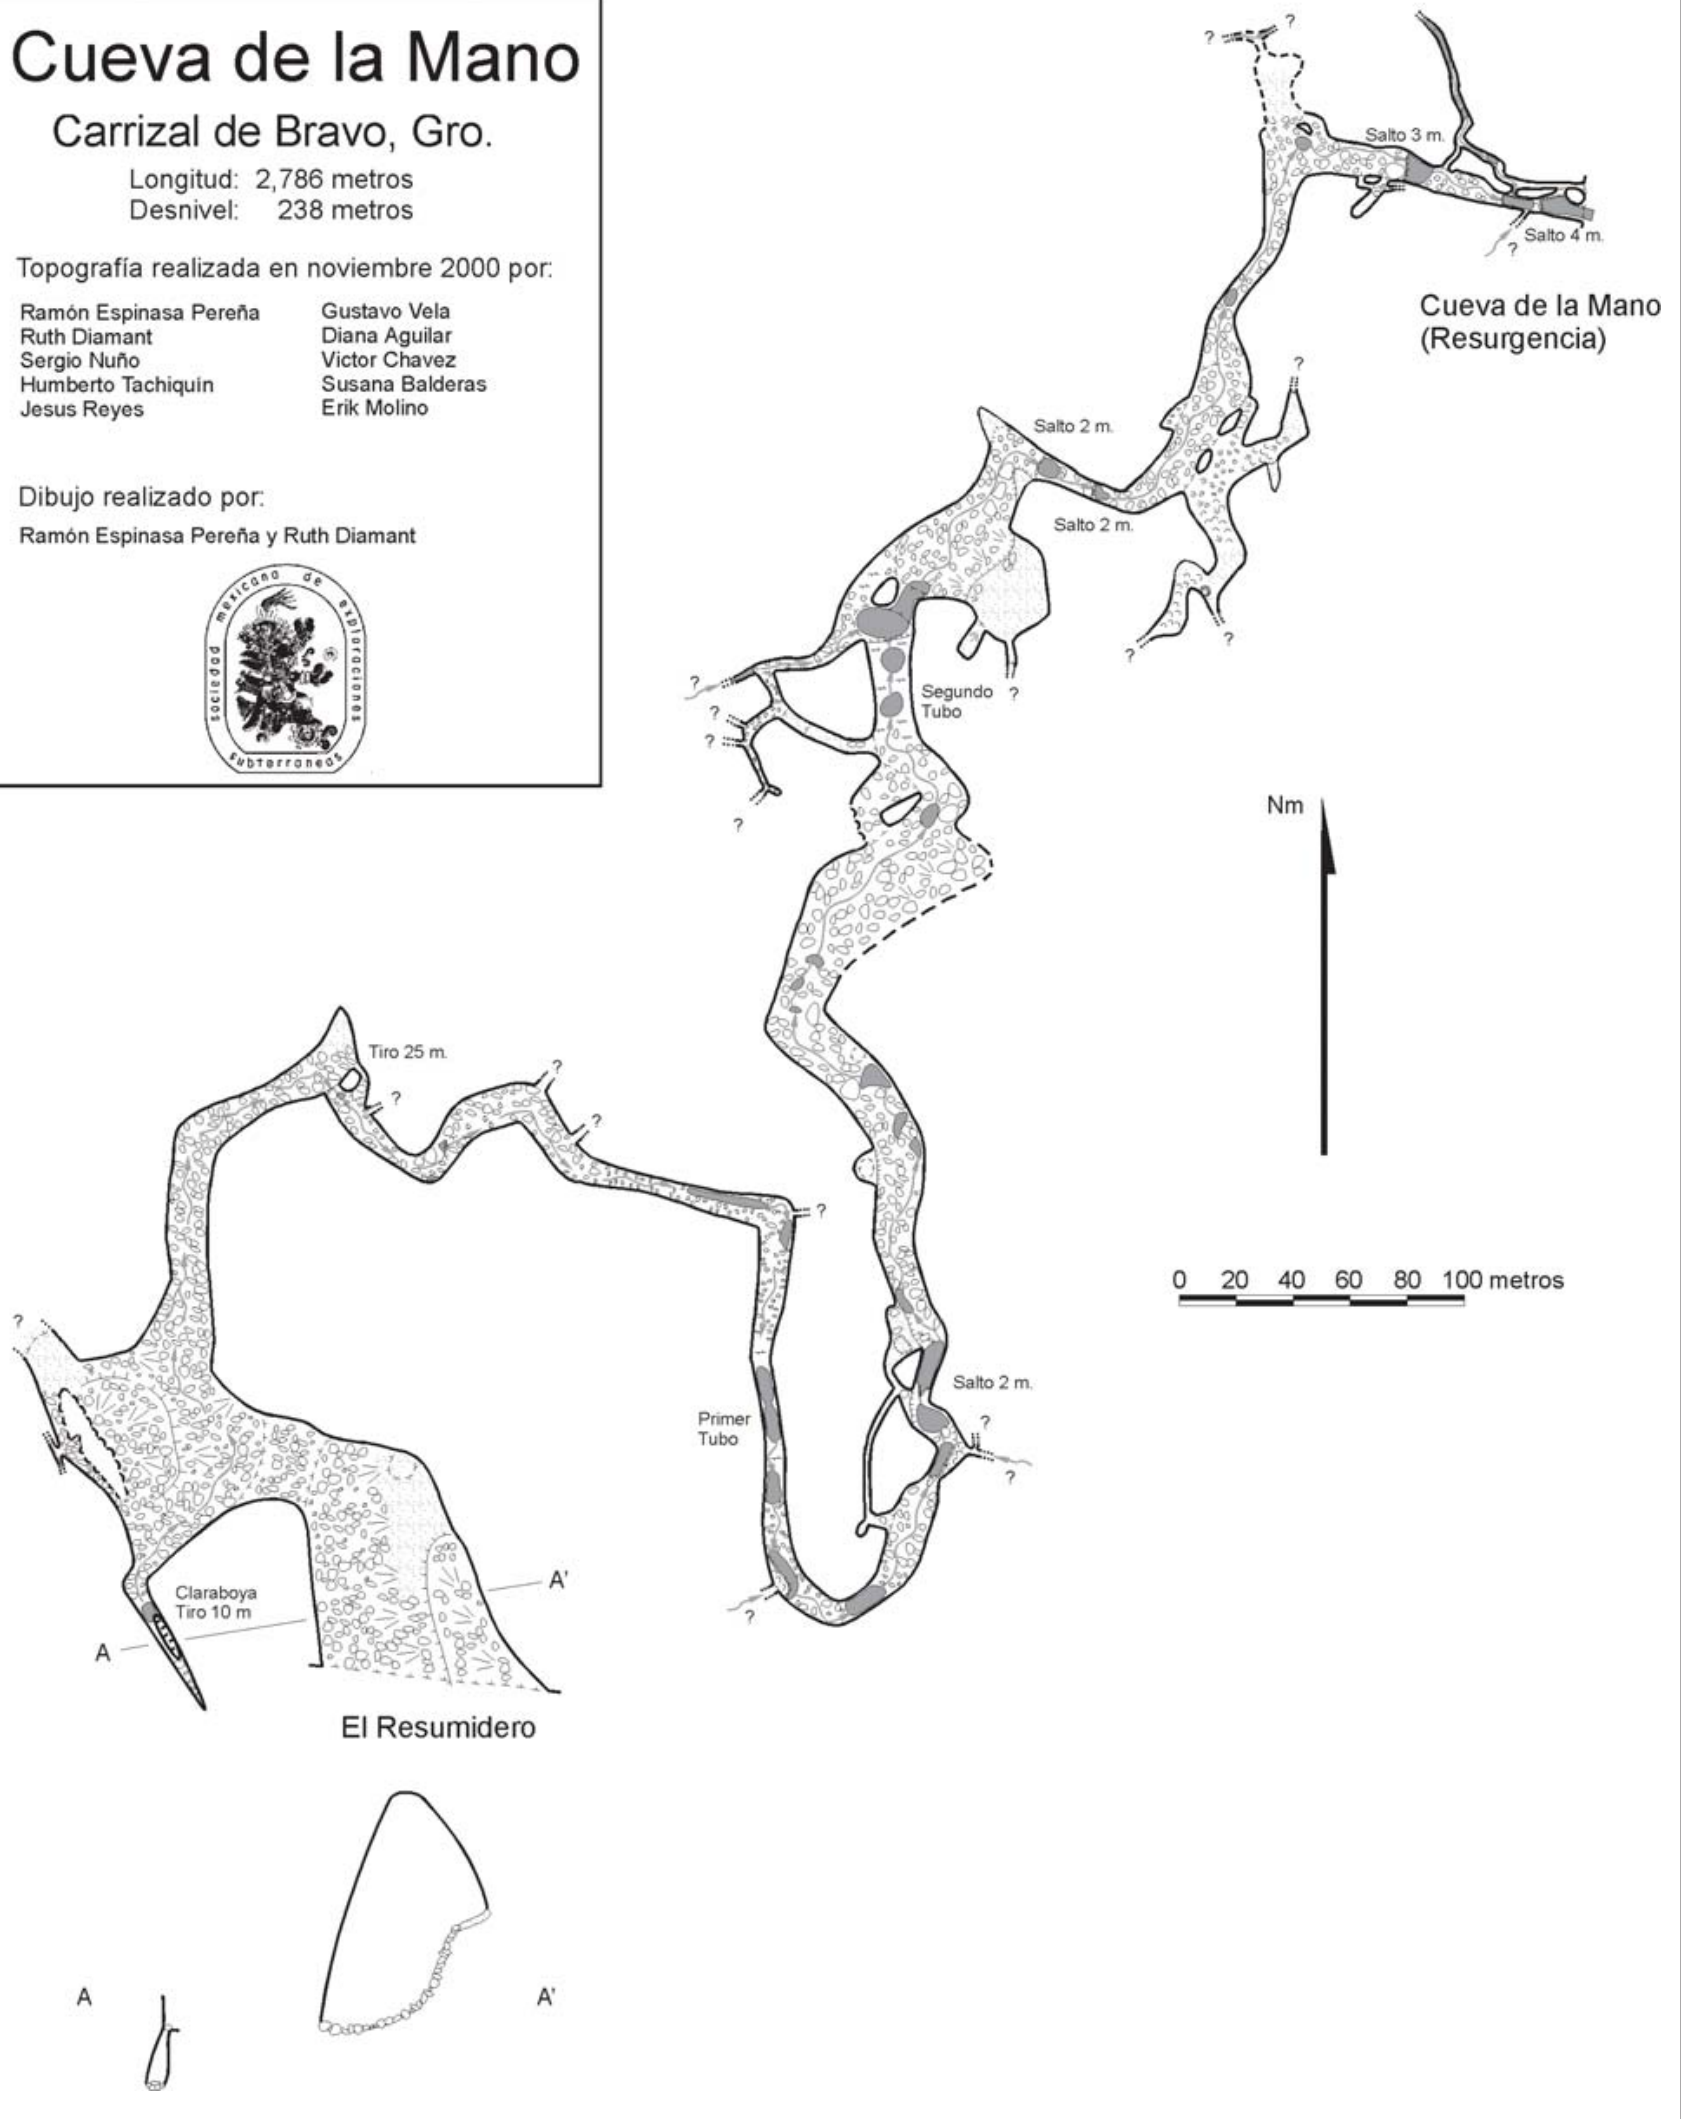 Cueva de la Mano
Carrizal de Bravo, Gro.
Longitud: 2,786 metros
Desnivel: 238 metros
Topografía realizada en noviembre 2000 por:
Ramón Espinasa Pereña
Ruth Diamant
Sergio Nuño
Humberto Tachiquin
Jesus Reyes
Gustavo Vela
Diana Aguilar
Victor Chavez
Susana Balderas
Erik Molino
Dibujo realizado por:
Ramón Espinasa Pereña y Ruth Diamant
sociedad mexicana de exploraciones
subterraneas
?
?
Salto 3 m.
Salto 4 m.
?
Cueva de la Mano
(Resurgencia)
?
Salto 2 m.
Salto 2 m.
?
?
?
Segundo
Tubo
?
?
?
?
Nm
Tiro 25 m.
?
?
?
?
0 20 40 60 80 100 metros
?
Salto 2 m.
?
?
Primer
Tubo
?
Claraboya
Tiro 10 m
A
A'
El Resumidero
A
A'